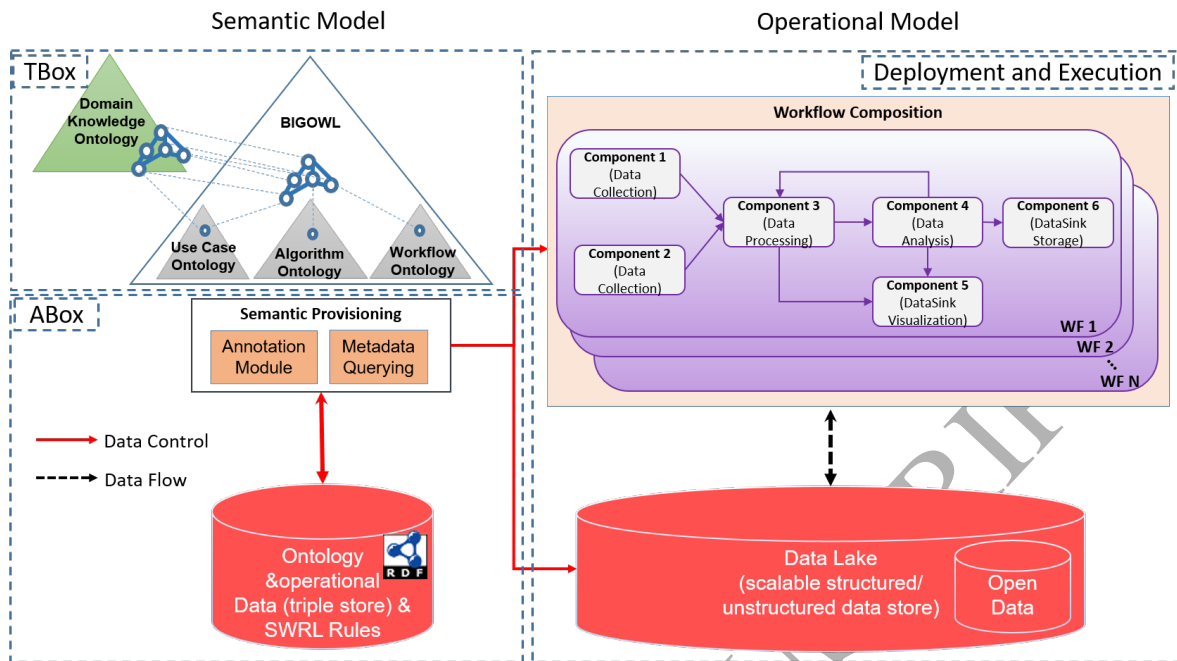 Semantic Model
Operational Model
TBox
Domain
Knowledge
Ontology
BIGOWL
Use Case
Ontology
Algorithm
Ontology
Workflow
Ontology
ABox
Semantic Provisioning
Annotation
Module
Metadata
Querying
Data Control
Data Flow
Ontology
&operational
Data (triple store) &
SWRL Rules
RDF
Deployment and Execution
Workflow Composition
Component 1
(Data
Collection)
Component 2
(Data
Collection)
Component 3
(Data
Processing)
Component 4
(Data
Analysis)
Component 6
(DataSink
Storage)
Component 5
(DataSink
Visualization)
WF 1
WF 2
WF N
Data Lake
(scalable structured/
unstructured data store)
Open
Data